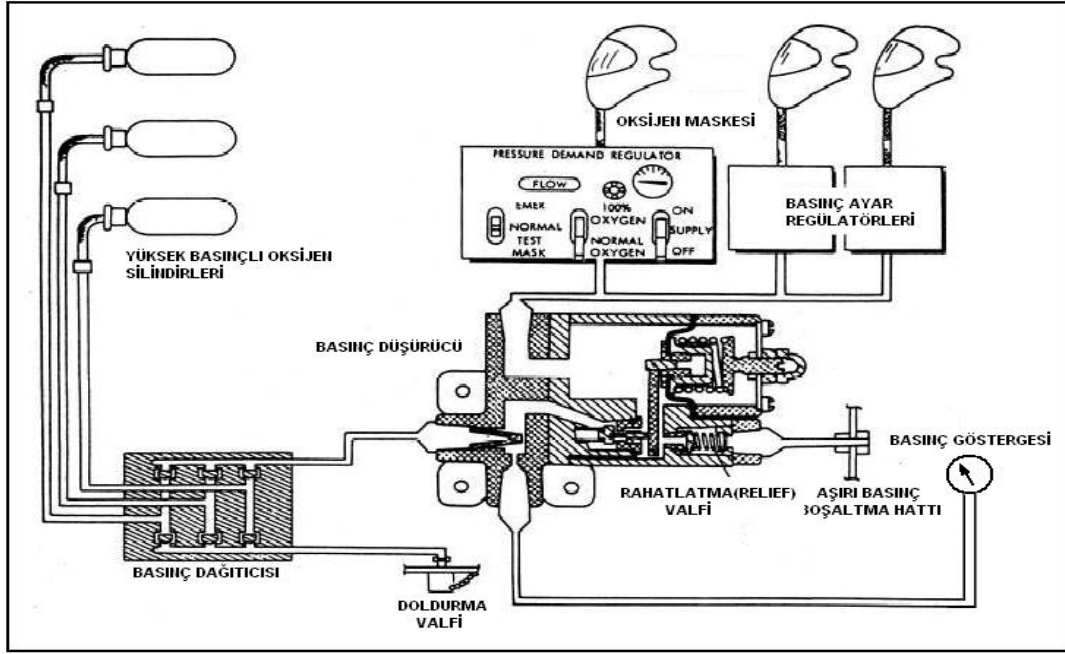 OKSİJEN MASKESİ
PRESSURE DEMAND REGULATOR
FLOW
EMER
NORMAL
TEST
MASK
100%
OXYGEN
NORMAL
OXYGEN
ON
SUPPLY
OFF
BASINÇ AYAR
REGÜLATÖRLERİ
YÜKSEK BASINÇLI OKSİJEN
SİLİNDİRLERİ
BASINÇ DÜŞÜRÜCÜ
BASINÇ GÖSTERGESİ
RAHATLATMA(RELIEF)
VALFİ
AŞIRI BASINÇ
BOŞALTMA HATTI
BASINÇ DAĞITICISI
DOLDURMA
VALFİ